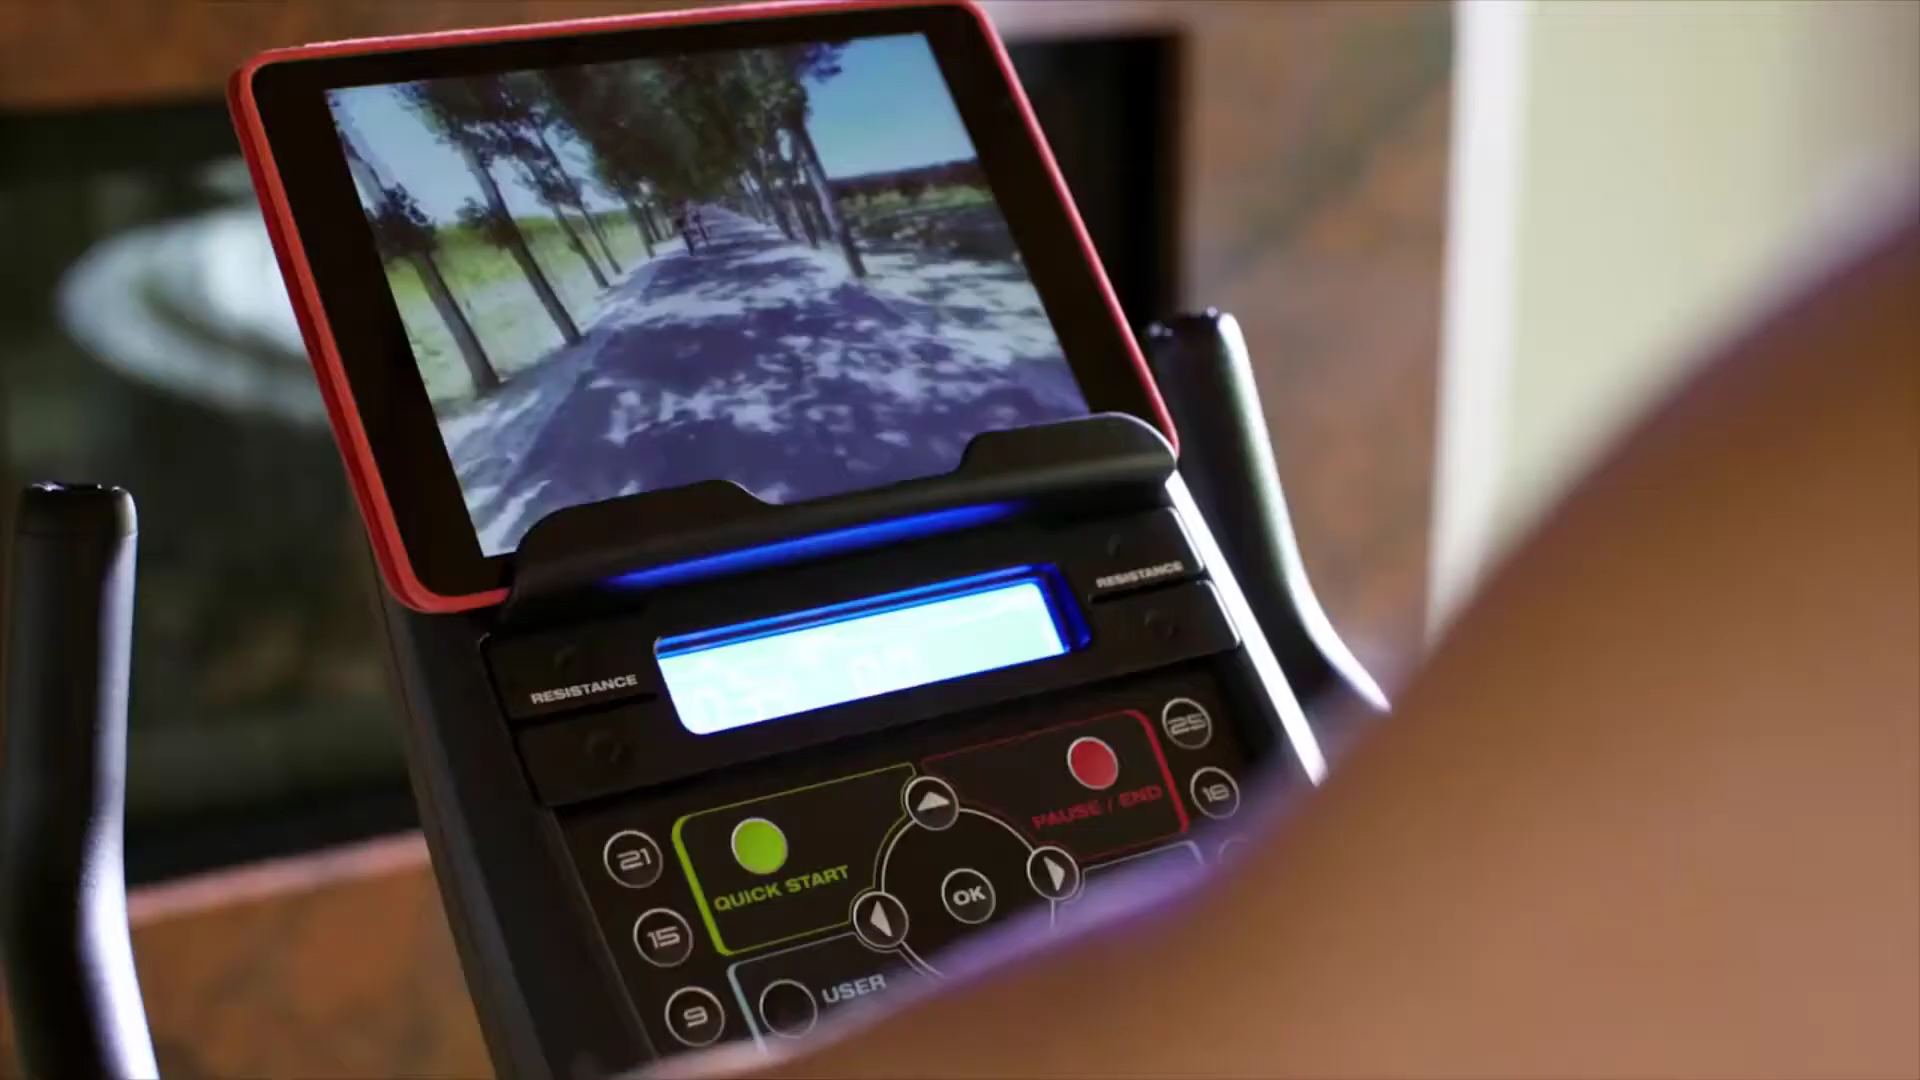 RESISTANCE
RESISTANCE
25
PAUSE / END
18
21
QUICK START
OK
15
USER
9